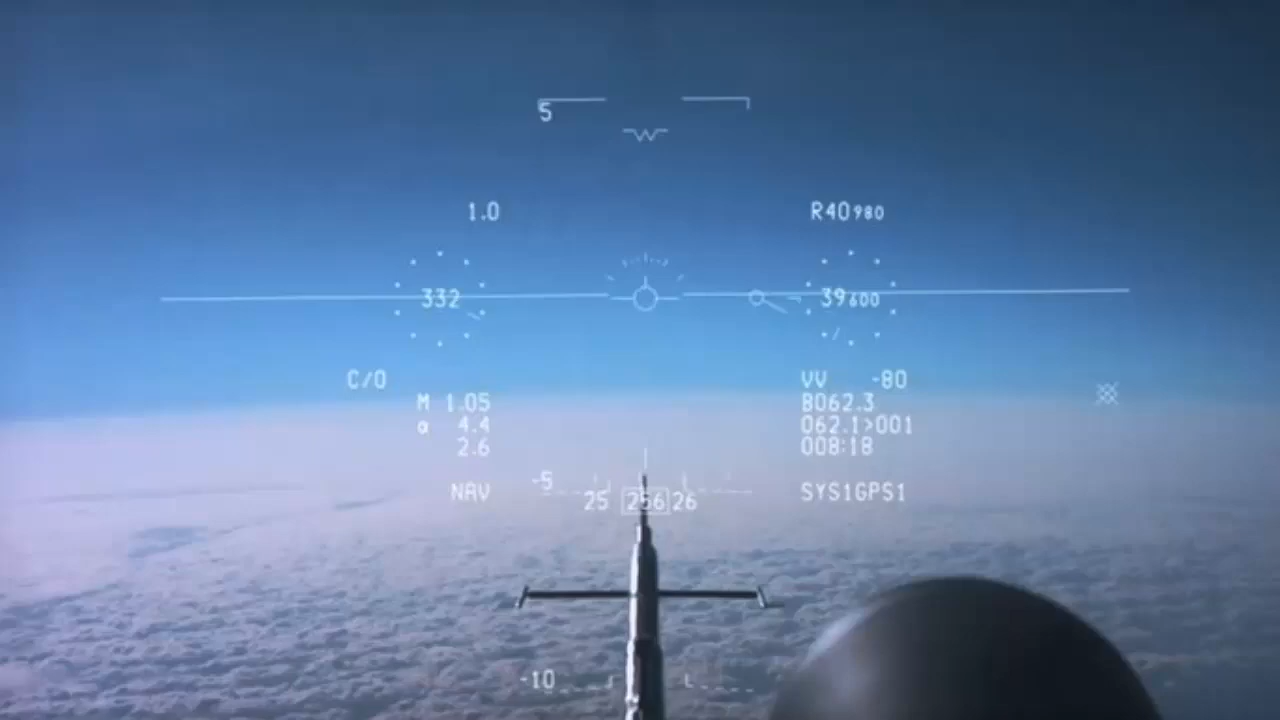 5
1.0 R40980
332 39600
C/O VV -80
M 1.05 B062.3
α 4.4 062.1>001
2.6 008:18
-5
NAV 25 256 26 SYS1GPS1
-10